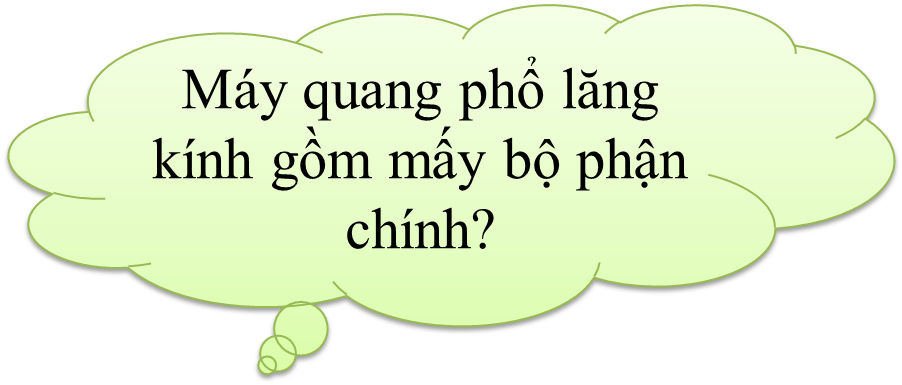 Máy quang phổ lăng
kính gồm mấy bộ phận
chính?